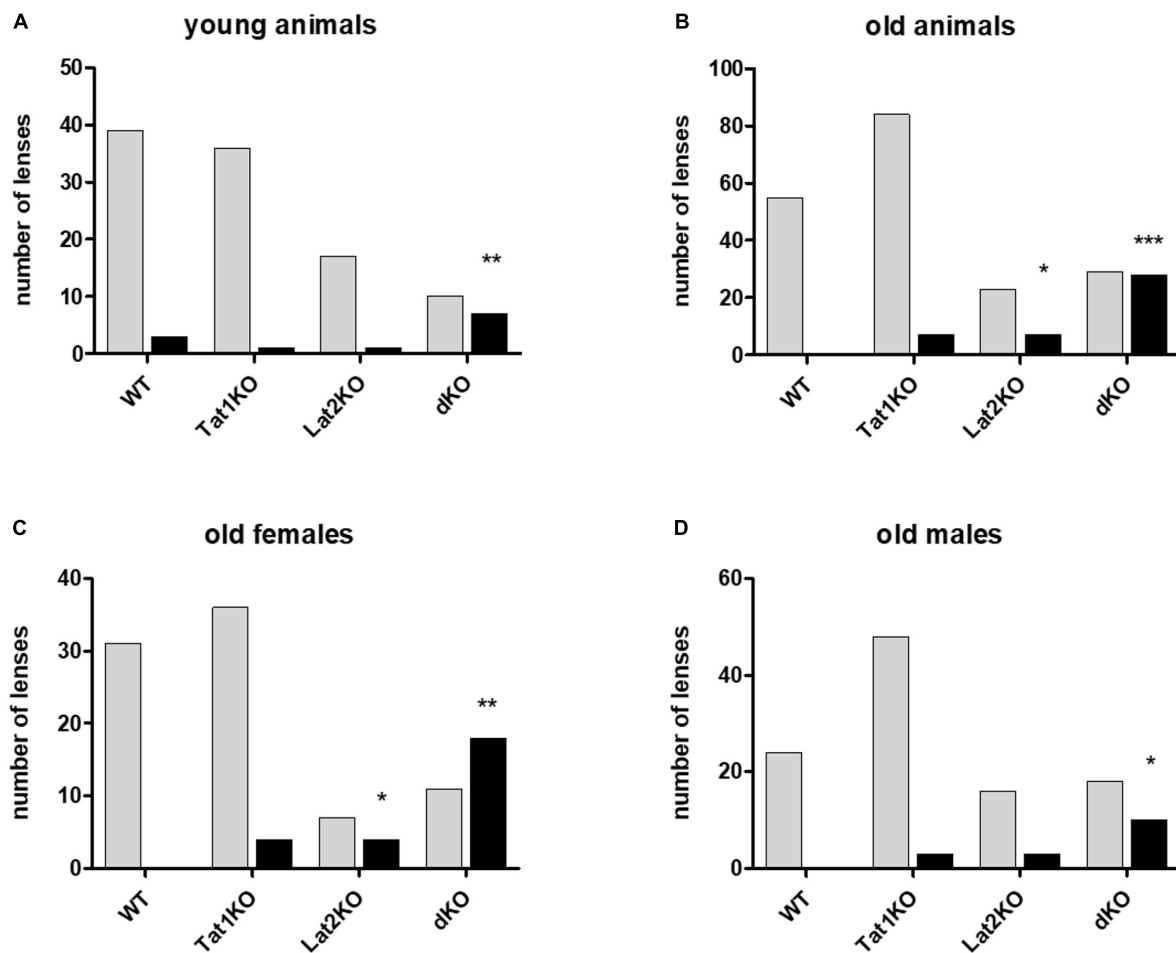 A
young animals
number of lenses
50
40
30
20
10
0
**
WT
Tat1KO
Lat2KO
dKO
B
old animals
number of lenses
100
80
60
40
20
0
*
***
WT
Tat1KO
Lat2KO
dKO
C
old females
number of lenses
40
30
20
10
0
*
**
WT
Tat1KO
Lat2KO
dKO
D
old males
number of lenses
60
40
20
0
*
WT
Tat1KO
Lat2KO
dKO